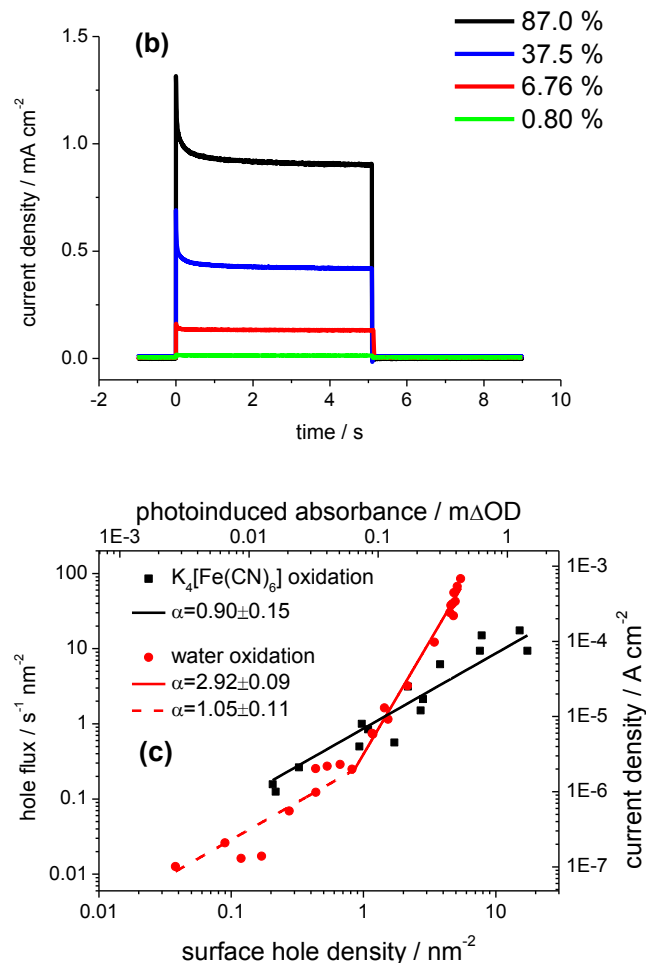 (b)
87.0 %
37.5 %
6.76 %
0.80 %
current density / mA cm⁻²
1.5
1.0
0.5
0.0
-2 0 2 4 6 8 10
time / s
photoinduced absorbance / mΔOD
1E-3 0.01 0.1 1
hole flux / s⁻¹ nm⁻²
100
10
1
0.1
0.01
K₄[Fe(CN)₆] oxidation
α=0.90±0.15
water oxidation
α=2.92±0.09
α=1.05±0.11
(c)
1E-3
1E-4
1E-5
1E-6
1E-7
current density / A cm⁻²
0.01 0.1 1 10
surface hole density / nm⁻²